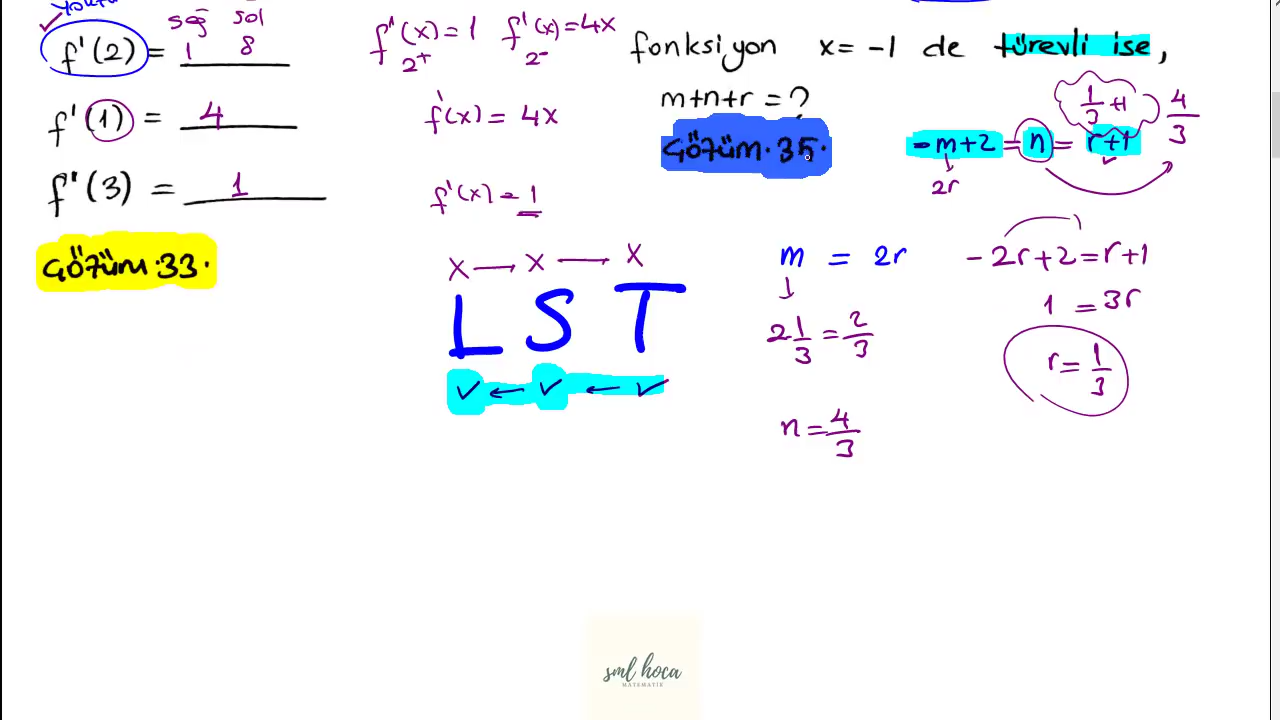 sağ sol
f'(2) = 1 8
f'(x) = 1 f'(x) = 4x
2⁺ 2⁻
f'(1) = 4
f'(x) = 4x
f'(3) = 1
f'(x) = 1
Çözüm·33·
x → x → x
L S T
✓ ← ✓ ← ✓
fonksiyon x = -1 de türevli ise,
m+n+r = ?
Çözüm·35·
1/3 + 1
4/3
-m+2 = n = r+1
2r
m = 2r
2 1/3 = 2/3
n = 4/3
-2r+2 = r+1
1 = 3r
r = 1/3
sml hoca
MATEMATİK